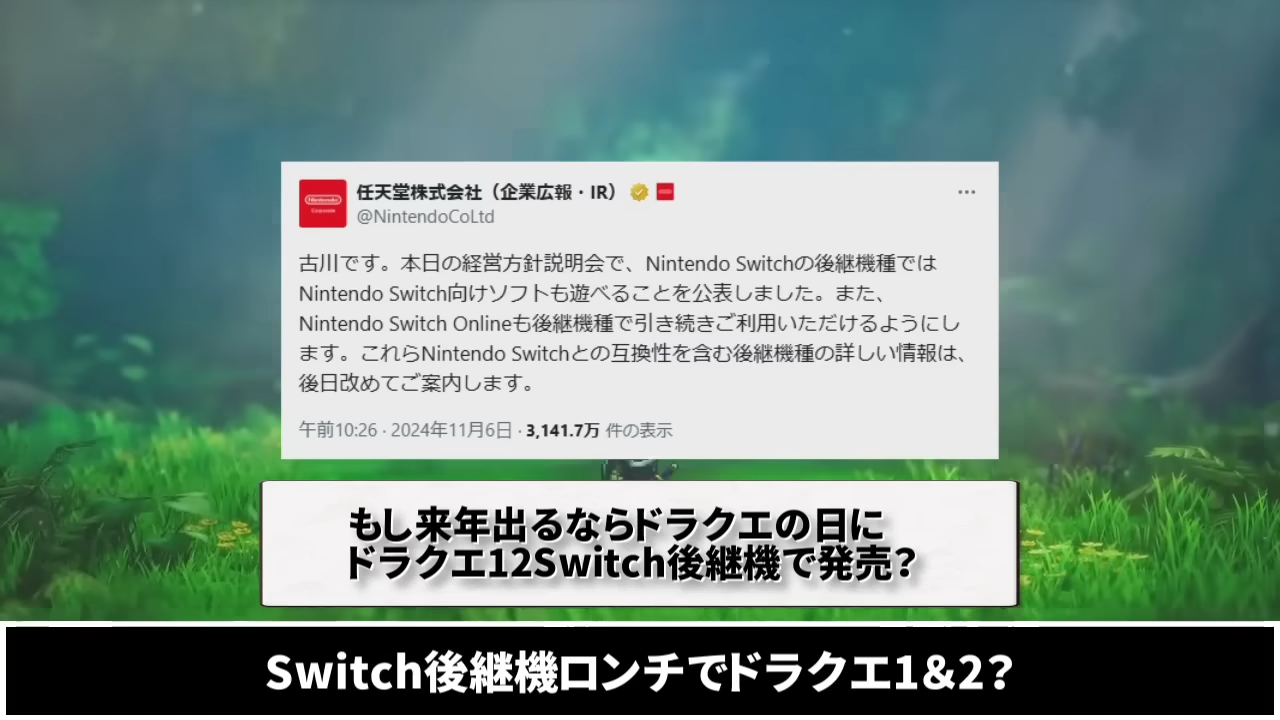 任天堂株式会社（企業広報・IR）
@NintendoCoLtd
古川です。本日の経営方針説明会で、Nintendo Switchの後継機種では
Nintendo Switch向けソフトも遊べることを公表しました。また、
Nintendo Switch Onlineも後継機種で引き続きご利用いただけるようにし
ます。これらNintendo Switchとの互換性を含む後継機種の詳しい情報は、
後日改めてご案内します。
午前10:26 · 2024年11月6日 · 3,141.7万 件の表示
もし来年出るならドラクエの日に
ドラクエ12Switch後継機で発売？
Switch後継機ロンチでドラクエ1&2？